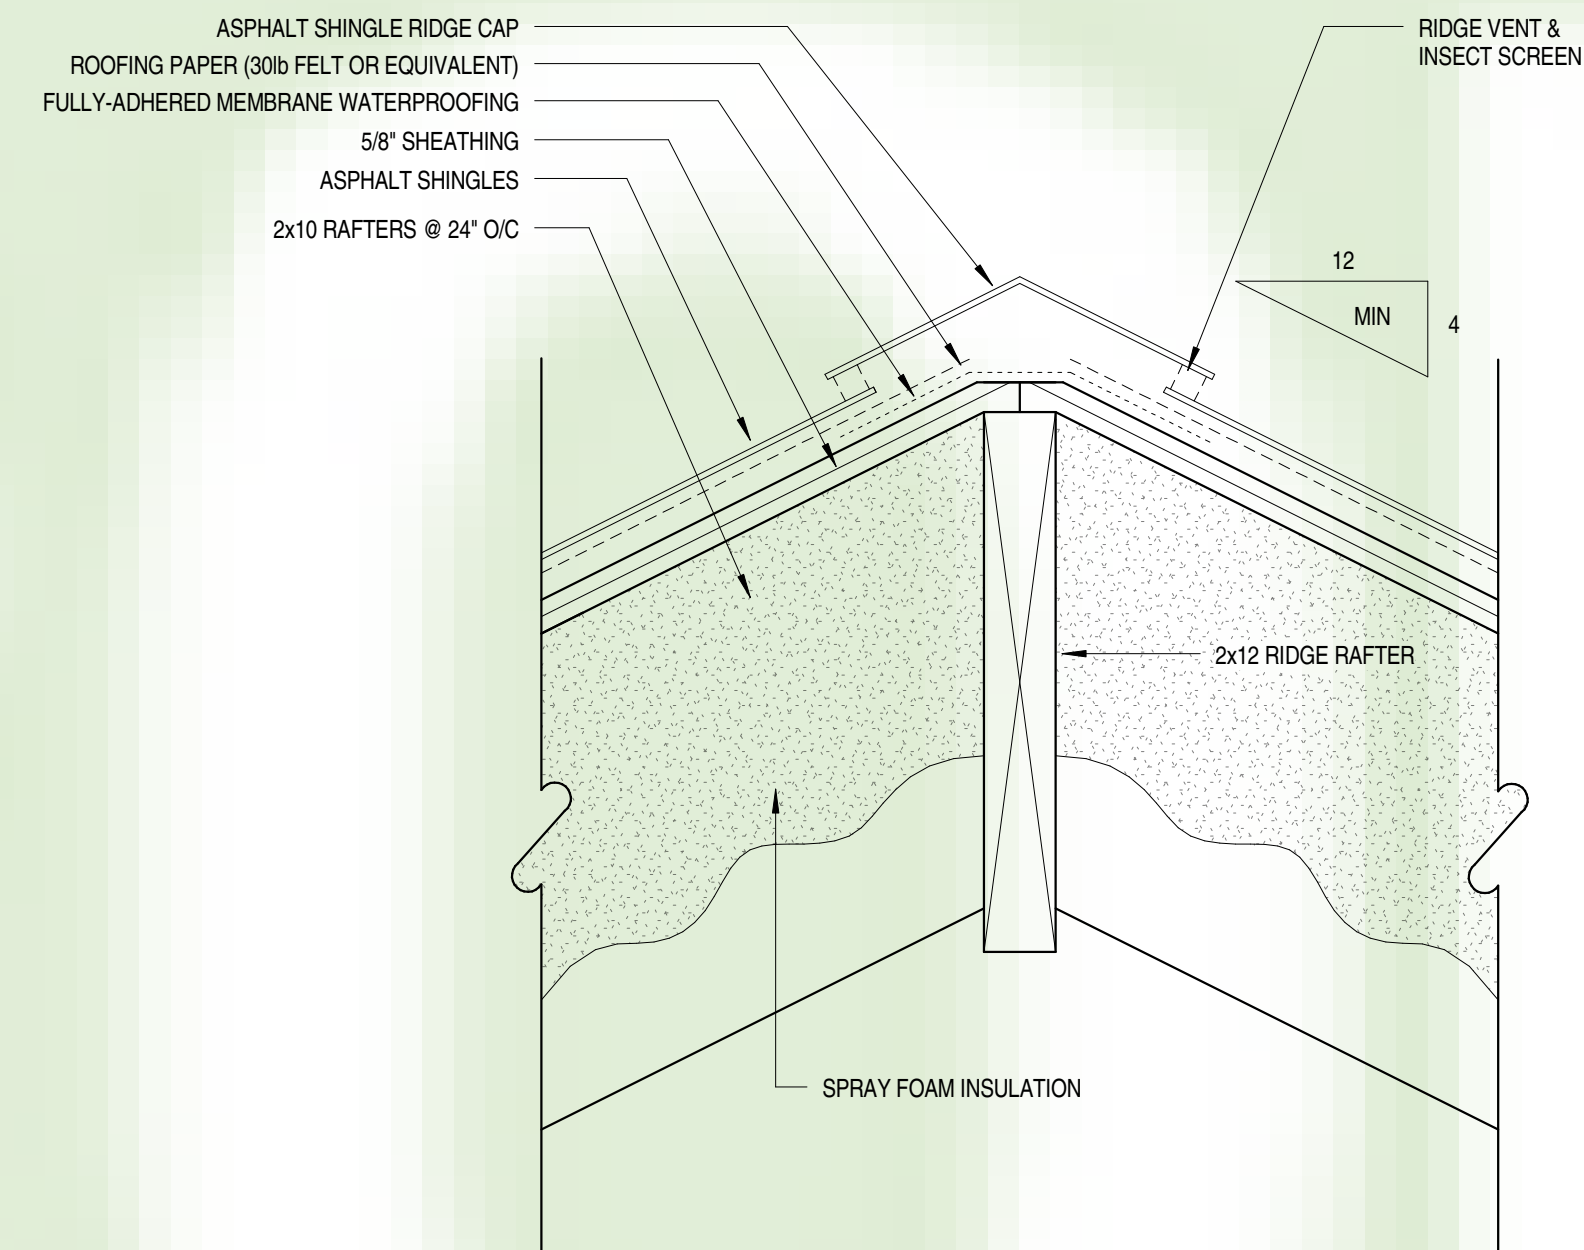 ASPHALT SHINGLE RIDGE CAP
ROOFING PAPER (30lb FELT OR EQUIVALENT)
FULLY-ADHERED MEMBRANE WATERPROOFING
5/8" SHEATHING
ASPHALT SHINGLES
2x10 RAFTERS @ 24" O/C
RIDGE VENT &
INSECT SCREEN
12
MIN
4
2x12 RIDGE RAFTER
SPRAY FOAM INSULATION